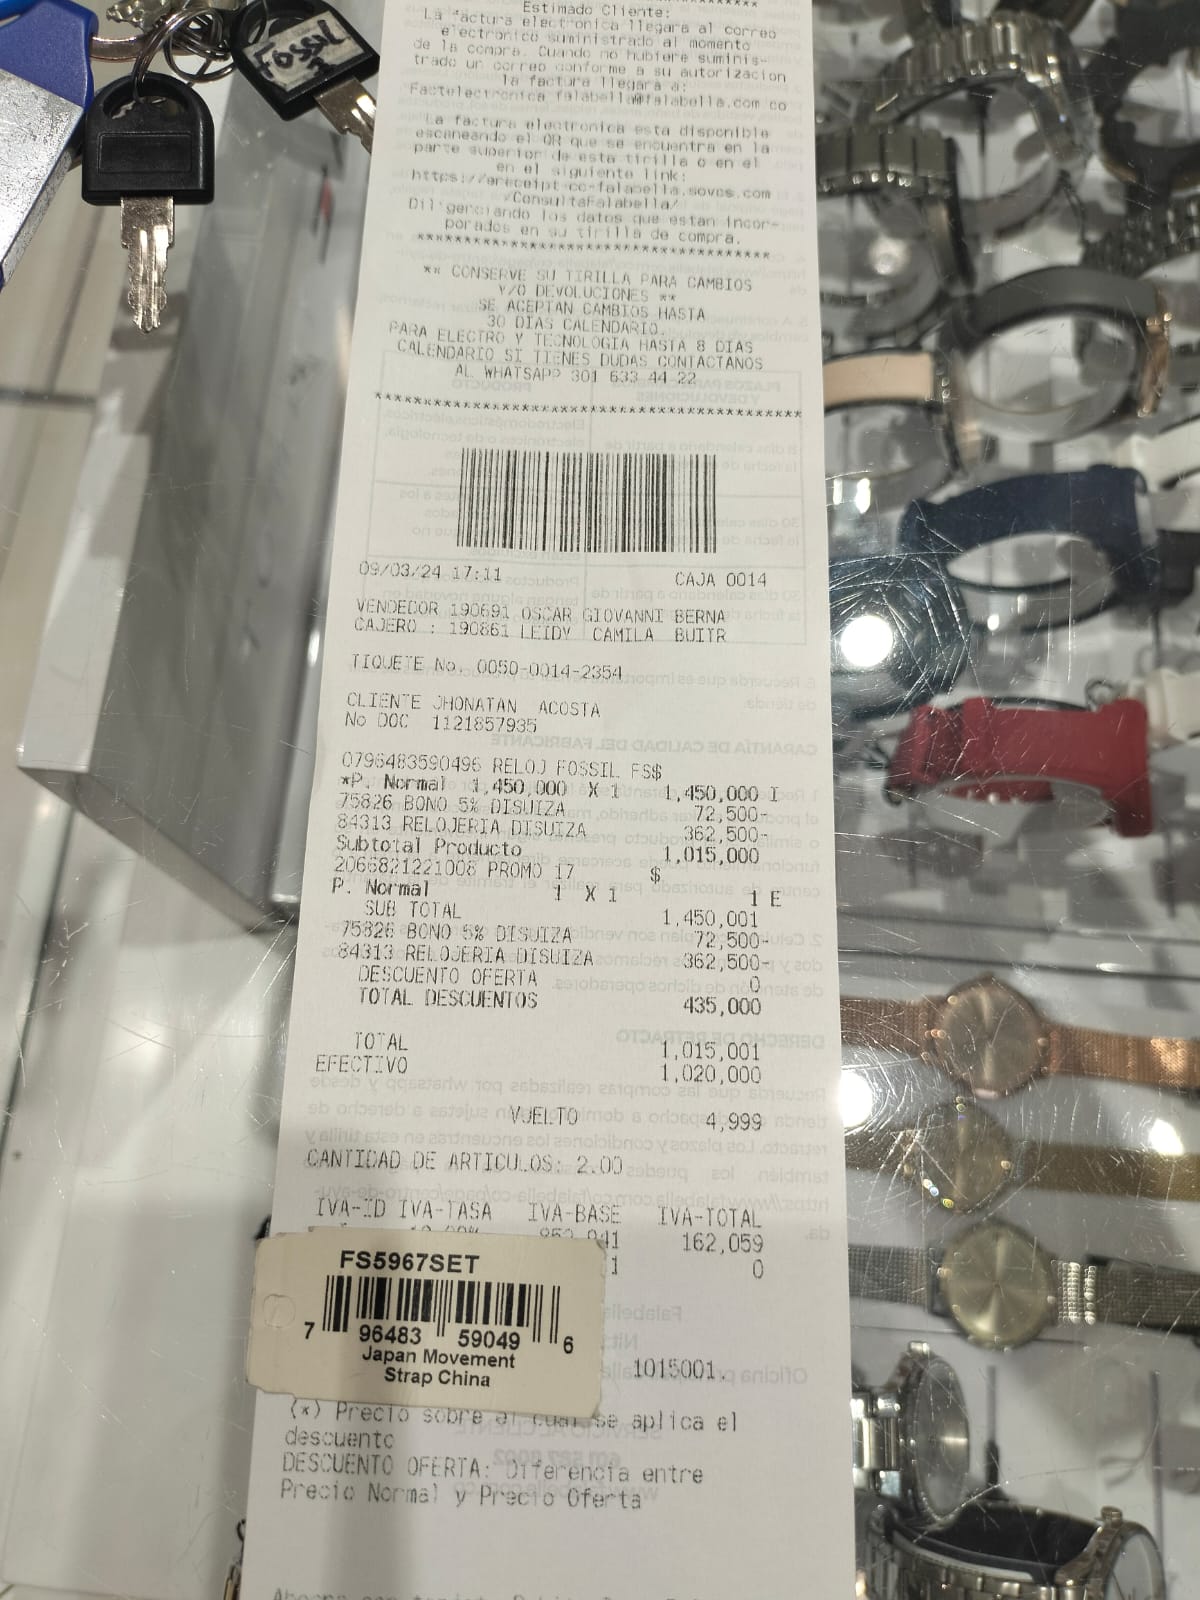 Fossil
Estimado Cliente:
La factura electronica llegara al correo
electronico suministrado al momento
de la compra. Cuando no hubiere suminis-
trado un correo conforme a su autorizacion
la factura llegara a:
Factelectronica_falabella@falabella.com.co
La factura electronica esta disponible
escaneando el QR que se encuentra en la
parte superior de esta tirilla o en el
en el siguiente link:
https://ereceipt-co-falabella.sovos.com
/ConsultaFalabella/
Diligenciando los datos que estan incor-
porados en su tirilla de compra.
** CONSERVE SU TIRILLA PARA CAMBIOS
Y/O DEVOLUCIONES **
SE ACEPTAN CAMBIOS HASTA
30 DIAS CALENDARIO.
PARA ELECTRO Y TECNOLOGIA HASTA 8 DIAS
CALENDARIO SI TIENES DUDAS CONTACTANOS
AL WHATSAPP 301 633 44 22
09/03/24 17:11 CAJA 0014
VENDEDOR 190691 OSCAR GIOVANNI BERNA
CAJERO : 190861 LEIDY CAMILA BUITR
TIQUETE No. 0050-0014-2354
CLIENTE JHONATAN ACOSTA
No DOC 1121857935
0796483590496 RELOJ FOSSIL FS$
*P. Normal 1,450,000 X 1 1,450,000 I
75826 BONO 5% DISUIZA 72,500-
84313 RELOJERIA DISUIZA 362,500-
Subtotal Producto 1,015,000
2066821221008 PROMO 17 $
P. Normal 1 X 1 1 E
SUB TOTAL 1,450,001
75826 BONO 5% DISUIZA 72,500-
84313 RELOJERIA DISUIZA 362,500-
DESCUENTO OFERTA 0
TOTAL DESCUENTOS 435,000
TOTAL 1,015,001
EFECTIVO 1,020,000
VUELTO 4,999
CANTIDAD DE ARTICULOS: 2.00
IVA-ID IVA-TASA IVA-BASE IVA-TOTAL
162,059
1 0
FS5967SET
7 96483 59049 6
Japan Movement
Strap China
1015001.
(*) Precio sobre el cual se aplica el
descuento
DESCUENTO OFERTA: Diferencia entre
Precio Normal y Precio Oferta